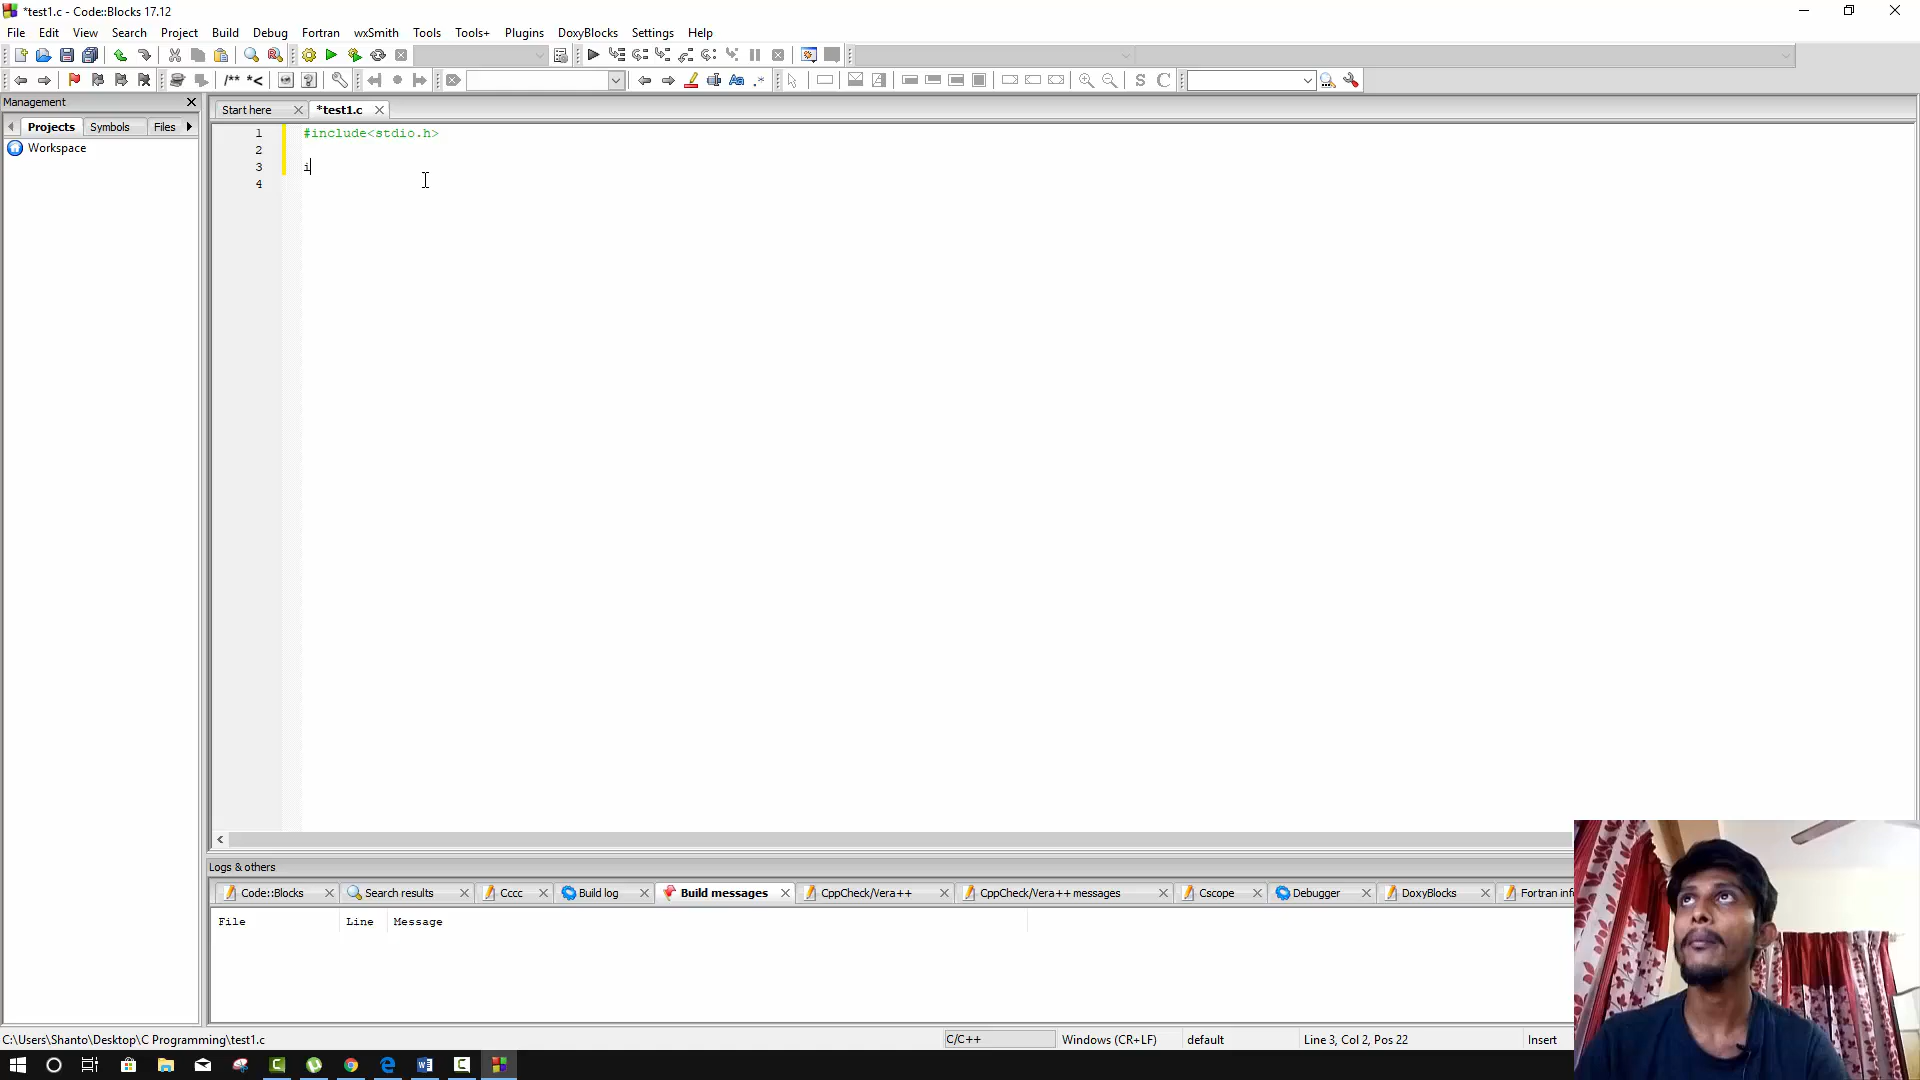 *test1.c - Code::Blocks 17.12
File Edit View Search Project Build Debug Fortran wxSmith Tools Tools+ Plugins DoxyBlocks Settings Help
/** *<
S C
Management
Projects Symbols Files
Workspace
Start here *test1.c
1 #include<stdio.h>
2
3 i
4
Logs & others
Code::Blocks Search results Cccc Build log Build messages CppCheck/Vera++ CppCheck/Vera++ messages Cscope Debugger DoxyBlocks Fortran inf
File Line Message
C:\Users\Shanto\Desktop\C Programming\test1.c C/C++ Windows (CR+LF) default Line 3, Col 2, Pos 22 Insert